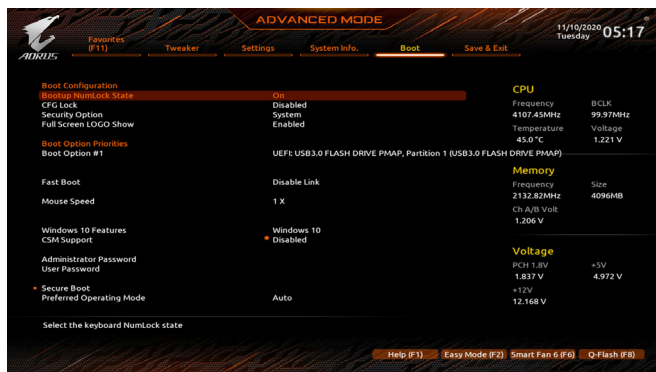 ADVANCED MODE
11/10/2020 Tuesday 05:17
AORUS
Favorites (F11) Tweaker Settings System Info. Boot Save & Exit
Boot Configuration
Bootup NumLock State On
CFG Lock Disabled
Security Option System
Full Screen LOGO Show Enabled
Boot Option Priorities
Boot Option #1 UEFI: USB3.0 FLASH DRIVE PMAP, Partition 1 (USB3.0 FLASH DRIVE PMAP)
Fast Boot Disable Link
Mouse Speed 1 X
Windows 10 Features Windows 10
CSM Support * Disabled
Administrator Password
User Password
Secure Boot
Preferred Operating Mode Auto
Select the keyboard NumLock state
CPU
Frequency BCLK
4107.45MHz 99.97MHz
Temperature Voltage
45.0 °C 1.221 V
Memory
Frequency Size
2132.82MHz 4096MB
Ch A/B Volt
1.206 V
Voltage
PCH 1.8V +5V
1.837 V 4.972 V
+12V
12.168 V
Help (F1) Easy Mode (F2) Smart Fan 6 (F6) Q-Flash (F8)